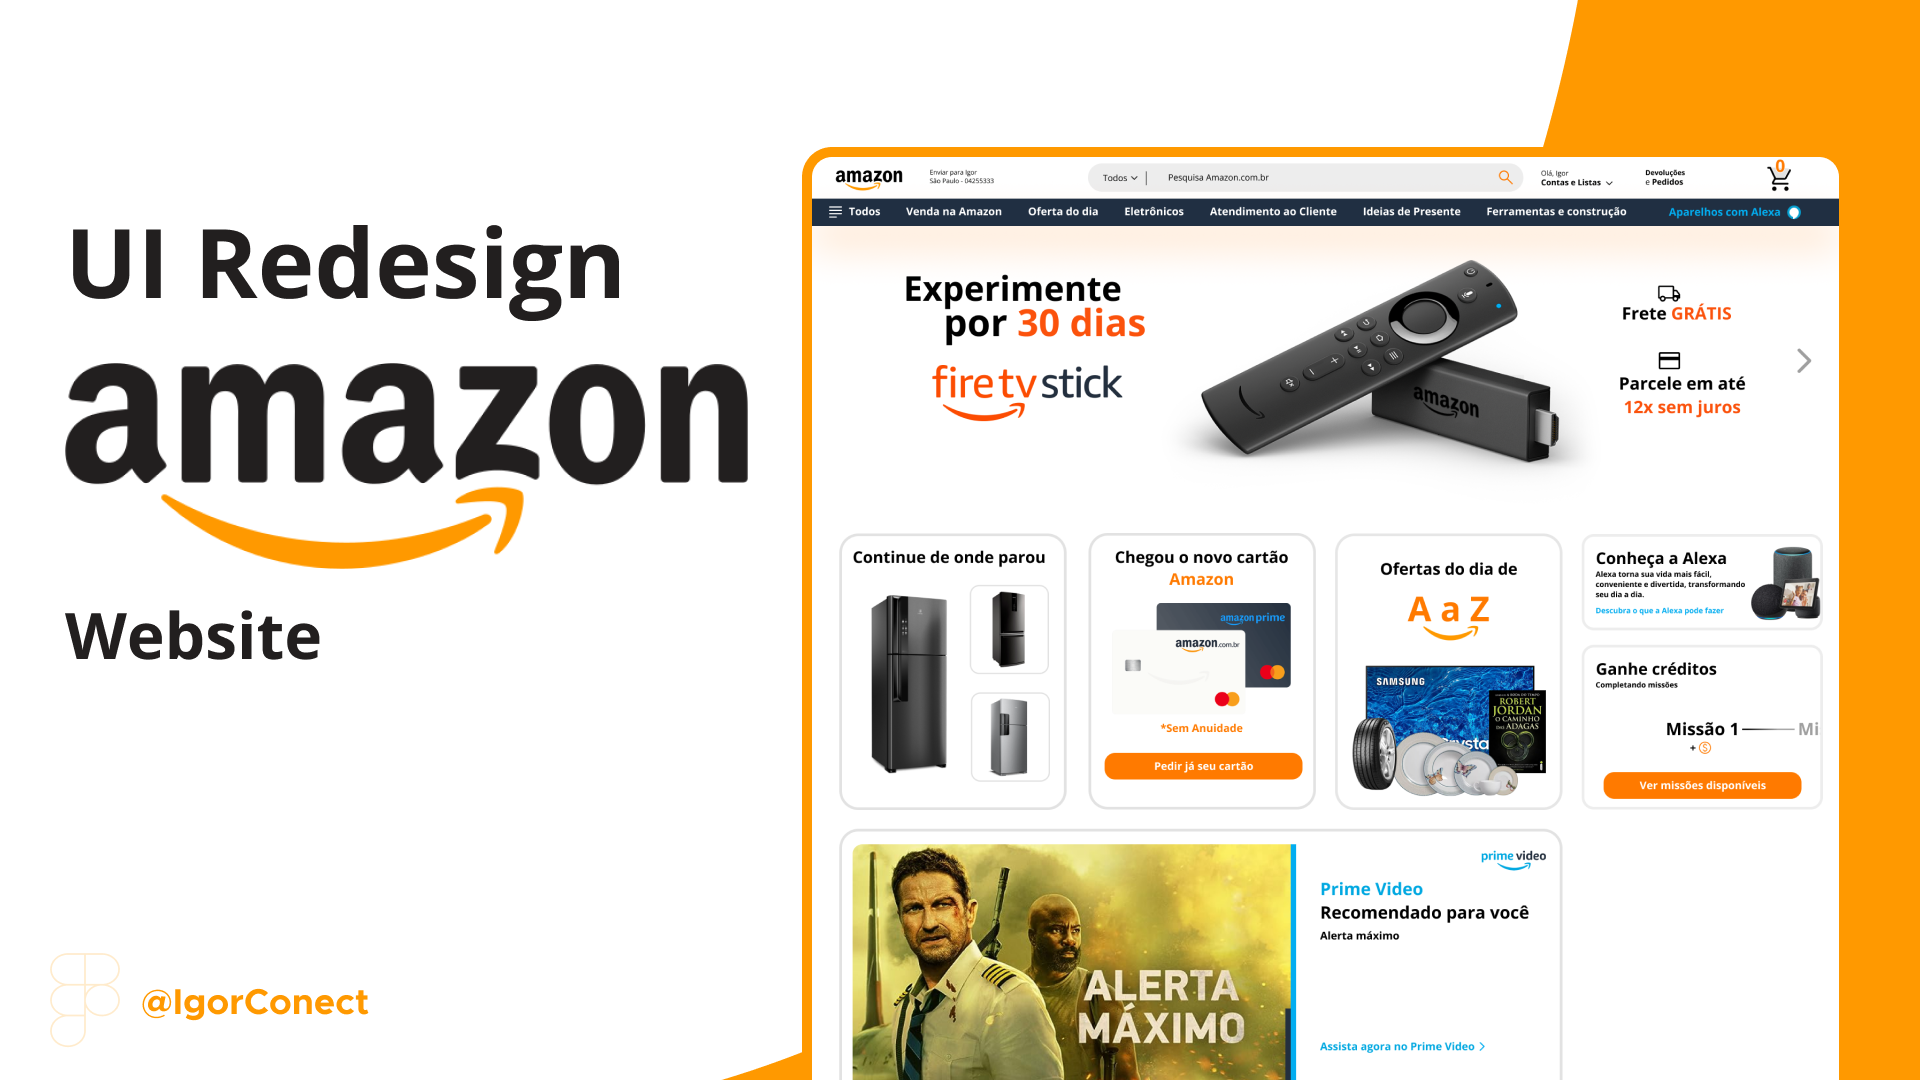 UI Redesign
amazon
Website
@IgorConect
amazon
Enviar para Igor
São Paulo - 04255333
Todos
Pesquisa Amazon.com.br
Olá, Igor
Contas e Listas
Devoluções
e Pedidos
0
Todos
Venda na Amazon
Oferta do dia
Eletrônicos
Atendimento ao Cliente
Ideias de Presente
Ferramentas e construção
Aparelhos com Alexa
Experimente
por 30 dias
fire tv stick
amazon
Frete GRÁTIS
Parcele em até
12x sem juros
Continue de onde parou
Chegou o novo cartão
Amazon
amazon prime
amazon.com.br
*Sem Anuidade
Pedir já seu cartão
Ofertas do dia de
A a Z
SAMSUNG
ROBERT
JORDAN
O CAMINHO
DAS ADAGAS
Crysta
Conheça a Alexa
Alexa torna sua vida mais fácil,
conveniente e divertida, transformando
seu dia a dia.
Descubra o que a Alexa pode fazer
Ganhe créditos
Completando missões
Missão 1
Mi
+ $
Ver missões disponíveis
ALERTA
MÁXIMO
prime video
Prime Video
Recomendado para você
Alerta máximo
Assista agora no Prime Video